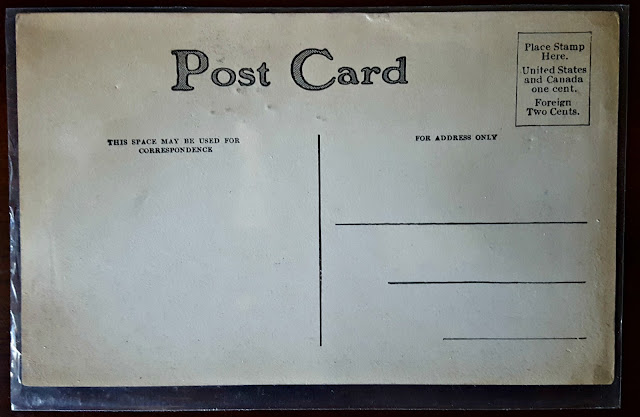 Post Card
Place Stamp
Here.
United States
and Canada
one cent.
Foreign
Two Cents.
THIS SPACE MAY BE USED FOR
CORRESPONDENCE
FOR ADDRESS ONLY